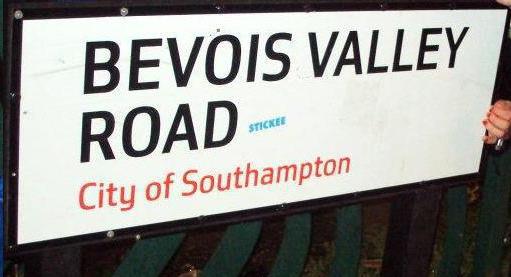 BEVOIS VALLEY
ROAD STICKEE
City of Southampton